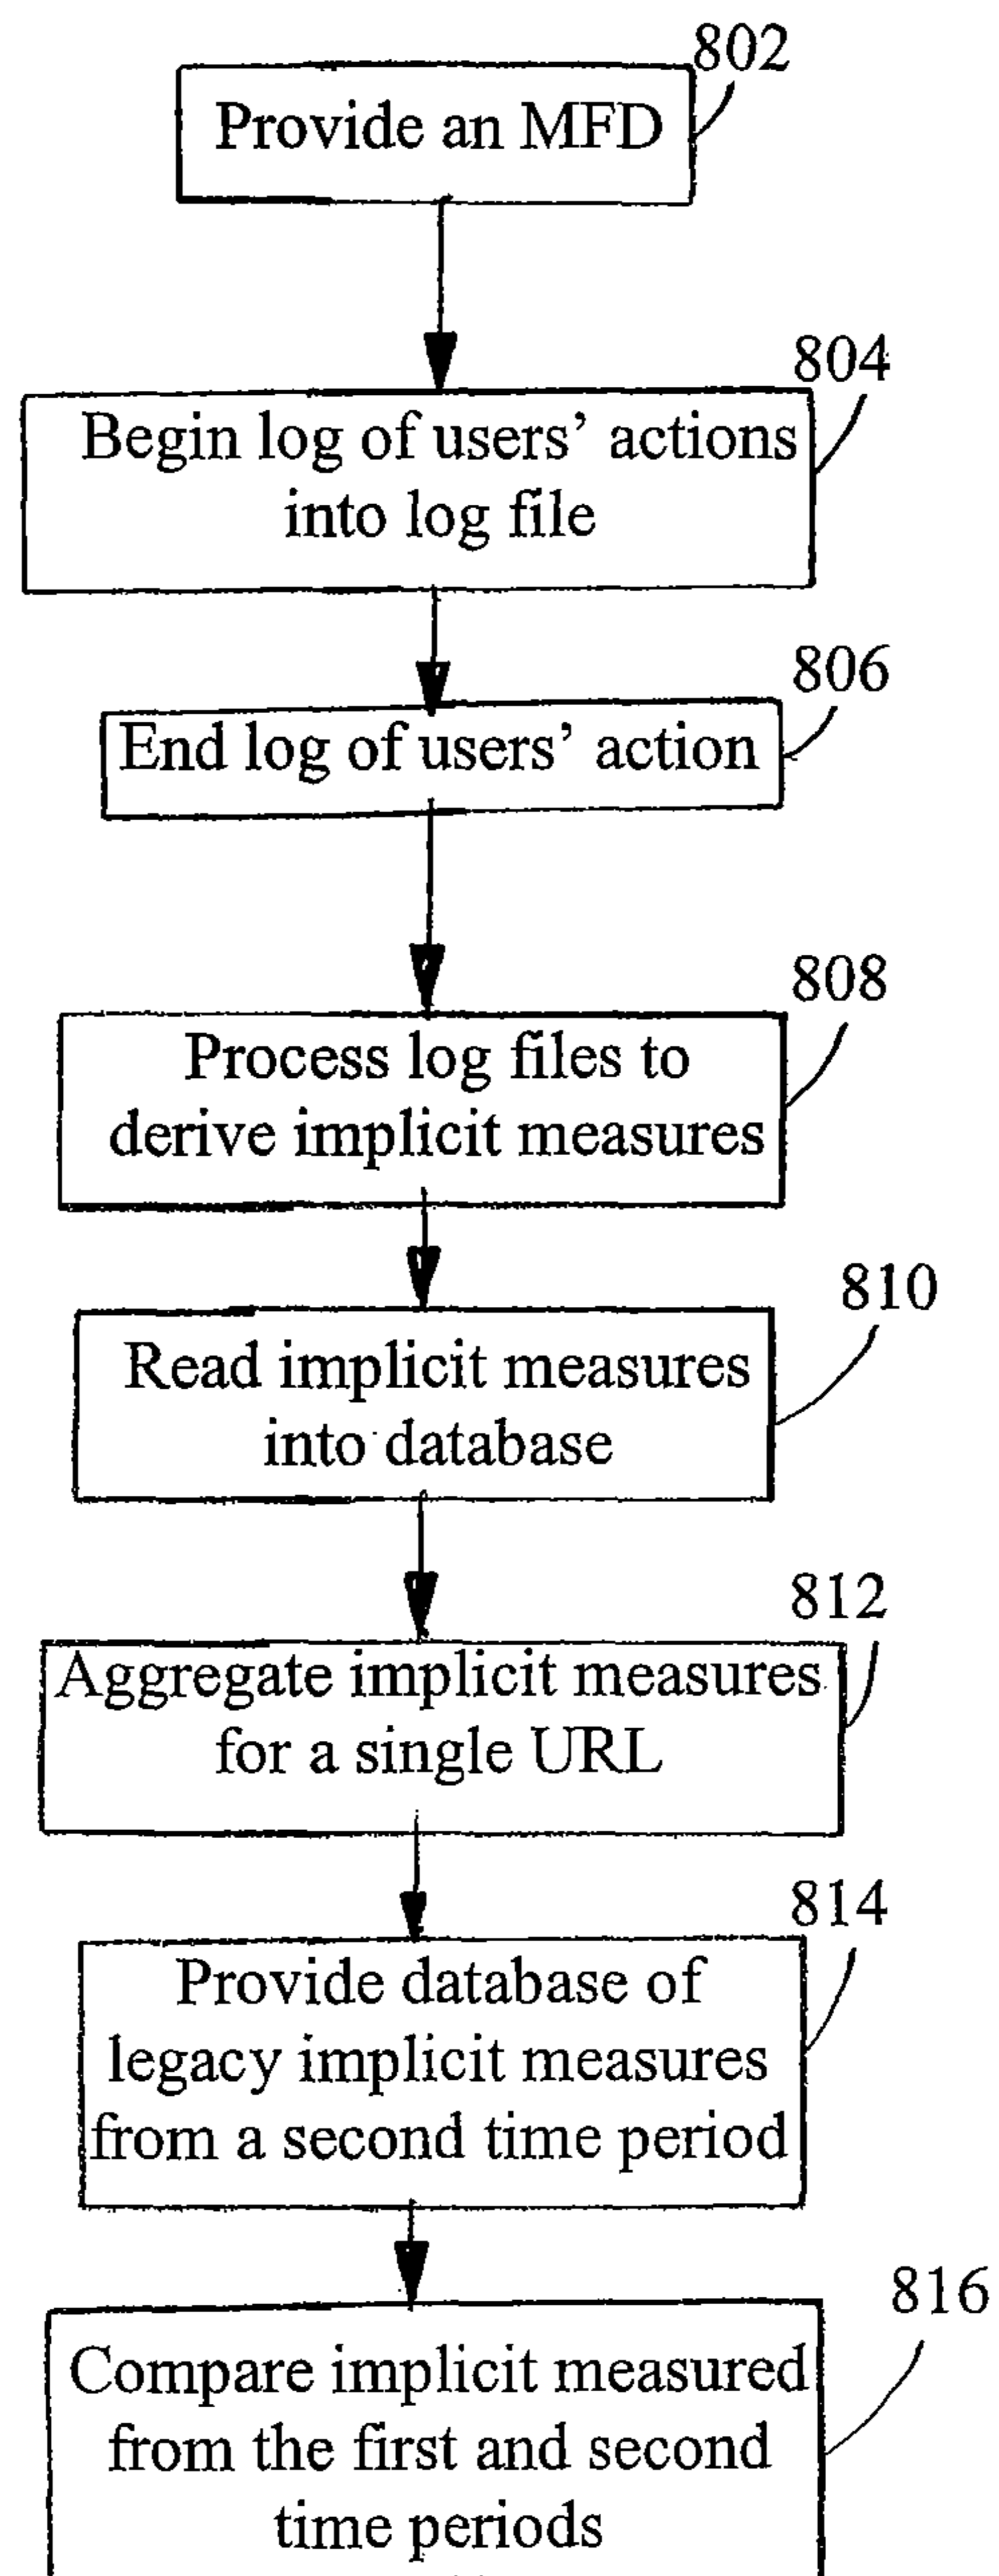 802
Provide an MFD
804
Begin log of users’ actions
into log file
806
End log of users’ action
808
Process log files to
derive implicit measures
810
Read implicit measures
into database
812
Aggregate implicit measures
for a single URL
814
Provide database of
legacy implicit measures
from a second time period
816
Compare implicit measured
from the first and second
time periods